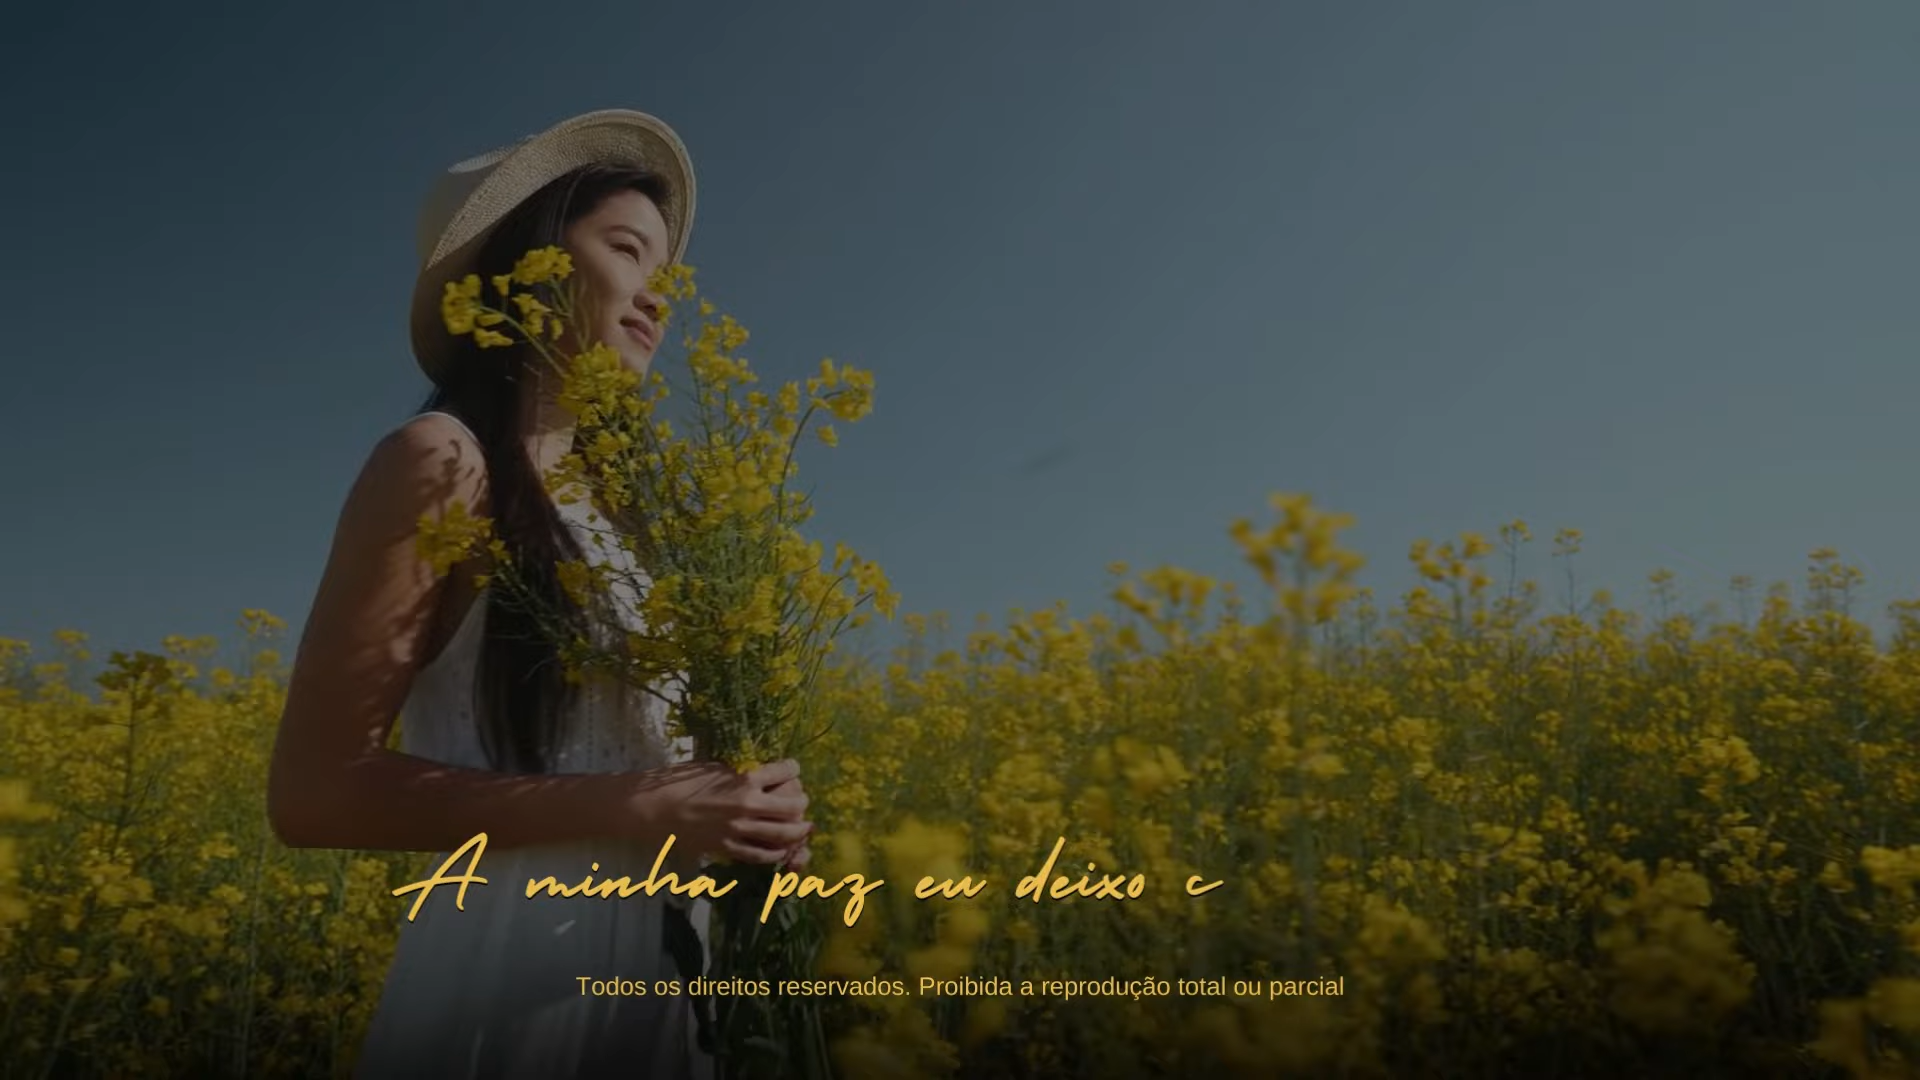 A minha paz eu deixo c
Todos os direitos reservados. Proibida a reprodução total ou parcial